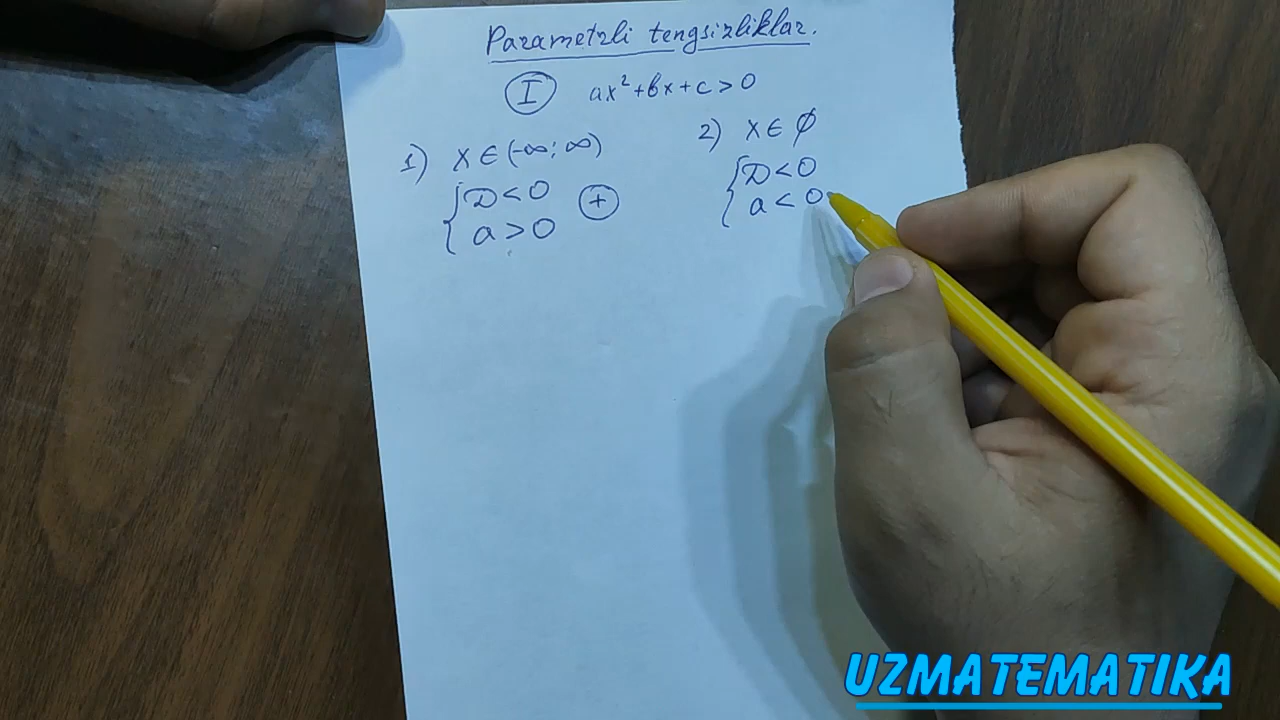 Parametrli tengsizliklar.
I ax²+bx+c>0
1) x∈(-∞; ∞)
{D<0
{a>0
+
2) x∈∅
{D<0
{a<0
UZMATEMATIKA